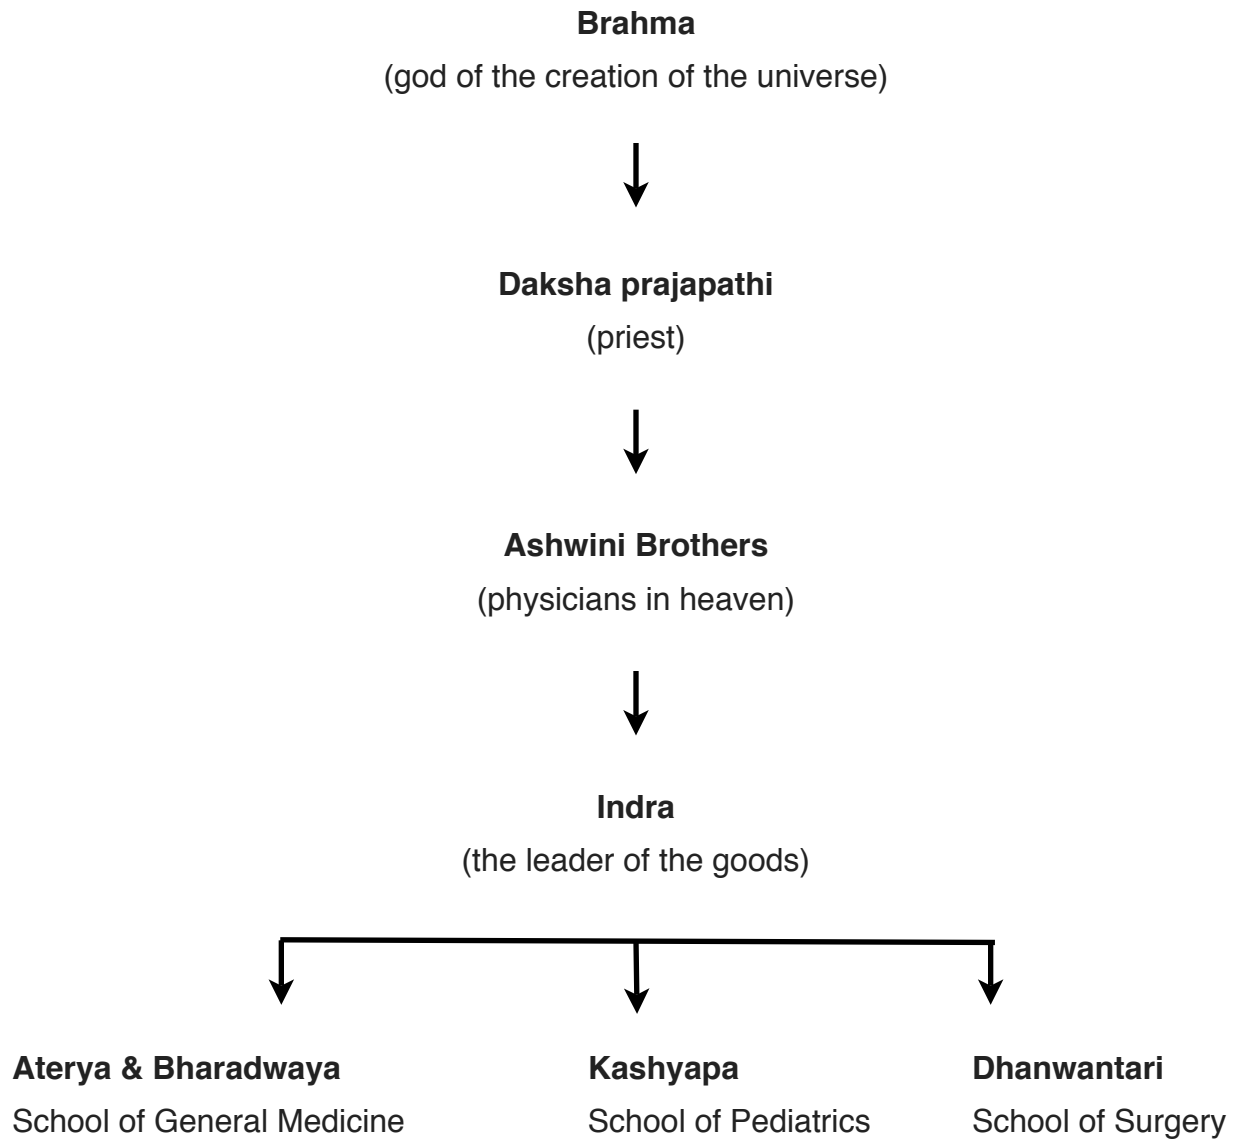 Brahma
(god of the creation of the universe)
Daksha prajapathi
(priest)
Ashwini Brothers
(physicians in heaven)
Indra
(the leader of the goods)
Aterya & Bharadwaya
School of General Medicine
Kashyapa
School of Pediatrics
Dhanwantari
School of Surgery